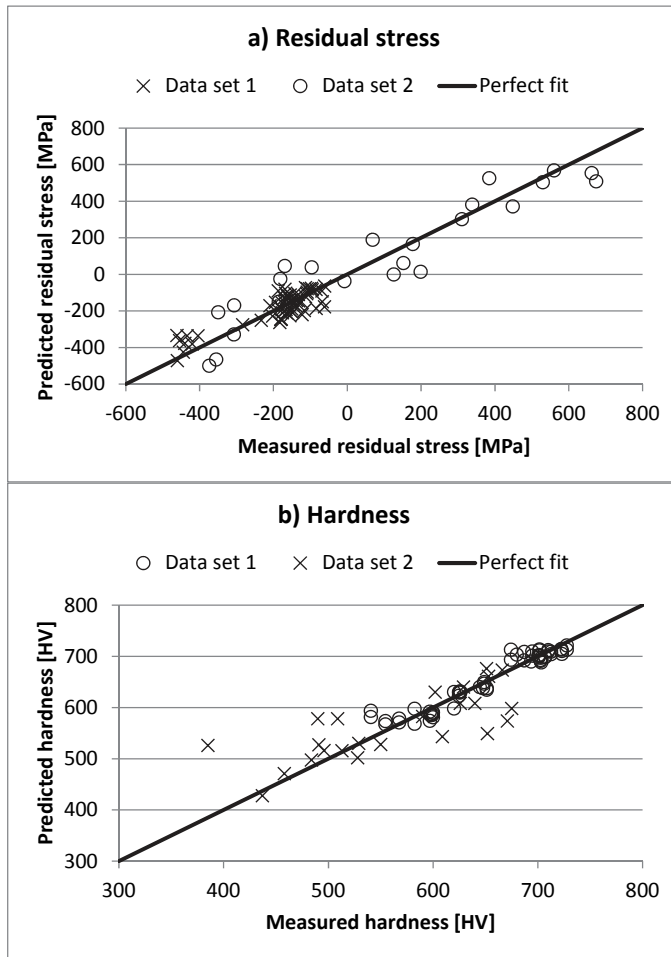 a) Residual stress
Data set 1 Data set 2 Perfect fit
Predicted residual stress [MPa]
800
600
400
200
0
-200
-400
-600
-600 -400 -200 0 200 400 600 800
Measured residual stress [MPa]
b) Hardness
Data set 1 Data set 2 Perfect fit
Predicted hardness [HV]
800
700
600
500
400
300
300 400 500 600 700 800
Measured hardness [HV]